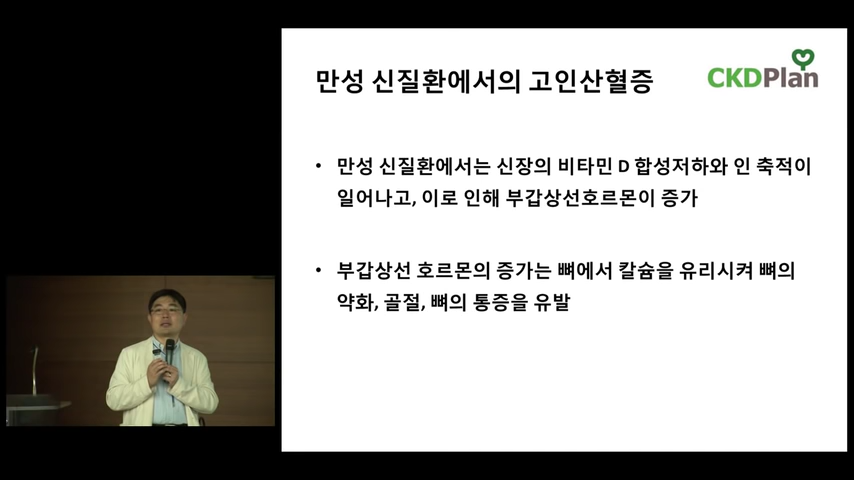 만성 신질환에서의 고인산혈증
CKDPlan
• 만성 신질환에서는 신장의 비타민 D 합성저하와 인 축적이
일어나고, 이로 인해 부갑상선호르몬이 증가
• 부갑상선 호르몬의 증가는 뼈에서 칼슘을 유리시켜 뼈의
약화, 골절, 뼈의 통증을 유발